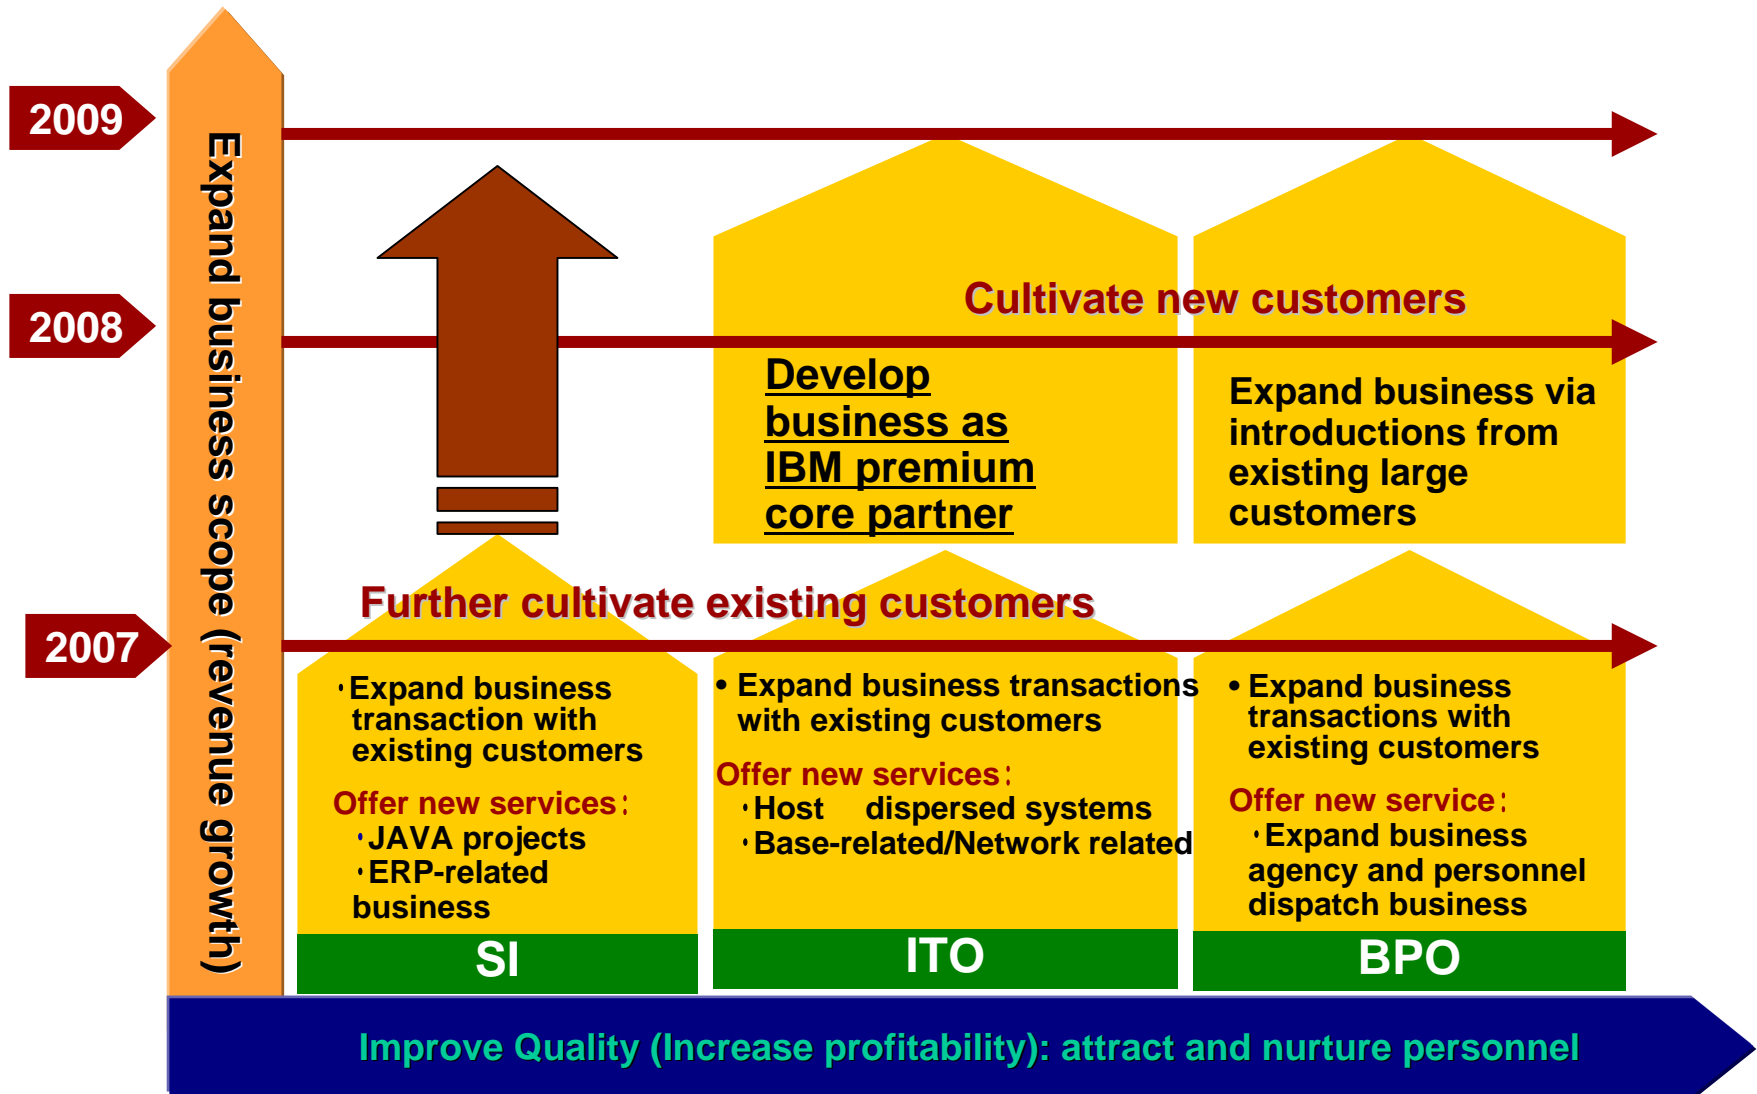 2009
2008
2007
Expand business scope (revenue growth)
Cultivate new customers
Develop
business as
IBM premium
core partner
Expand business via
introductions from
existing large
customers
Further cultivate existing customers
·Expand business
transaction with
existing customers
Offer new services:
·JAVA projects
·ERP-related
business
SI
• Expand business transactions
with existing customers
Offer new services:
·Host dispersed systems
·Base-related/Network related
ITO
• Expand business
transactions with
existing customers
Offer new service:
·Expand business
agency and personnel
dispatch business
BPO
Improve Quality (Increase profitability): attract and nurture personnel